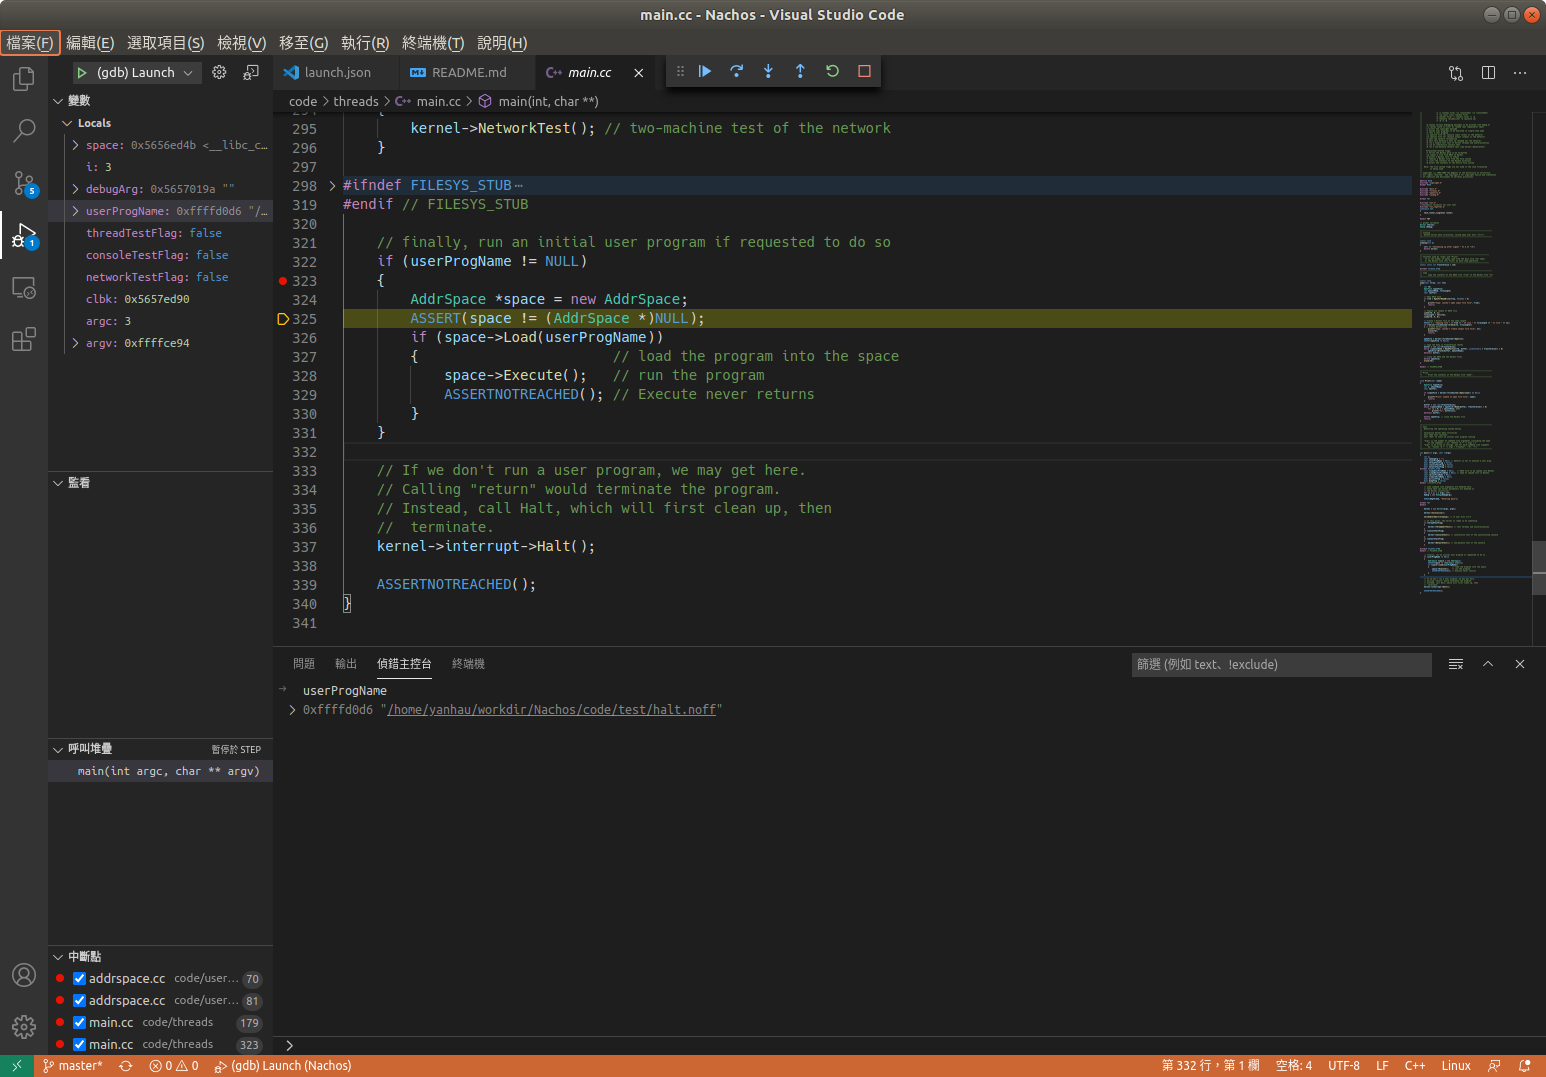 main.cc - Nachos - Visual Studio Code
檔案(F) 編輯(E) 選取項目(S) 檢視(V) 移至(G) 執行(R) 終端機(T) 說明(H)
(gdb) Launch
launch.json README.md main.cc
code > threads > main.cc > main(int, char **)
變數
Locals
space: 0x5656ed4b <__libc_c…
i: 3
debugArg: 0x5657019a ""
userProgName: 0xffffd0d6 "/…
threadTestFlag: false
consoleTestFlag: false
networkTestFlag: false
clbk: 0x5657ed90
argc: 3
argv: 0xffffce94
監看
呼叫堆疊 暫停於 STEP
main(int argc, char ** argv)
中斷點
addrspace.cc code/user… 70
addrspace.cc code/user… 81
main.cc code/threads 179
main.cc code/threads 323
294 {
295 kernel->NetworkTest(); // two-machine test of the network
296 }
297
298 #ifndef FILESYS_STUB…
319 #endif // FILESYS_STUB
320
321 // finally, run an initial user program if requested to do so
322 if (userProgName != NULL)
323 {
324 AddrSpace *space = new AddrSpace;
325 ASSERT(space != (AddrSpace *)NULL);
326 if (space->Load(userProgName))
327 { // load the program into the space
328 space->Execute(); // run the program
329 ASSERTNOTREACHED(); // Execute never returns
330 }
331 }
332
333 // If we don't run a user program, we may get here.
334 // Calling "return" would terminate the program.
335 // Instead, call Halt, which will first clean up, then
336 // terminate.
337 kernel->interrupt->Halt();
338
339 ASSERTNOTREACHED();
340 }
341
問題 輸出 偵錯主控台 終端機 篩選 (例如 text、!exclude)
userProgName
0xffffd0d6 "/home/yanhau/workdir/Nachos/code/test/halt.noff"
5
1
master* 0 0 (gdb) Launch (Nachos) 第 332 行，第 1 欄 空格: 4 UTF-8 LF C++ Linux